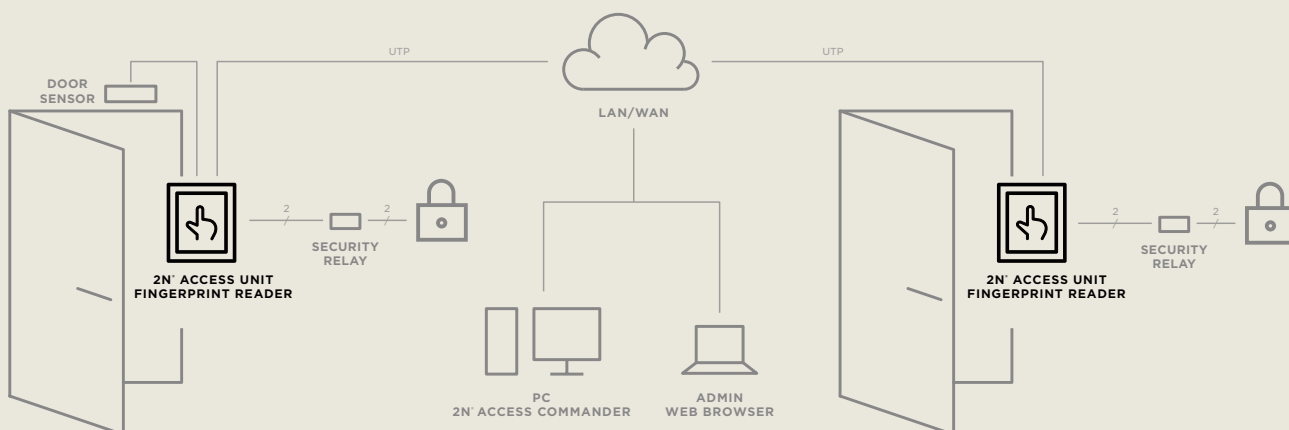 UTP
UTP
DOOR
SENSOR
LAN/WAN
2
2
SECURITY
RELAY
2N° ACCESS UNIT
FINGERPRINT READER
2
2
SECURITY
RELAY
2N° ACCESS UNIT
FINGERPRINT READER
PC
2N° ACCESS COMMANDER
ADMIN
WEB BROWSER